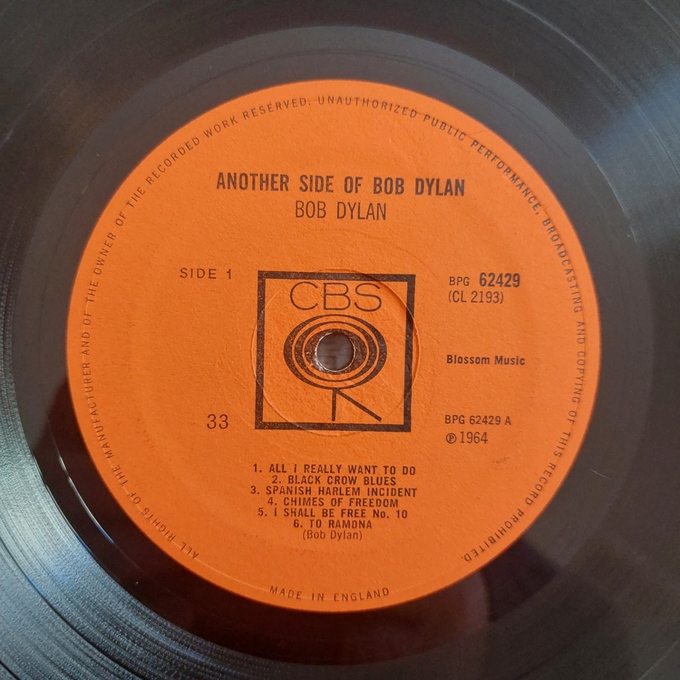 ALL RIGHTS OF THE MANUFACTURER AND OF THE OWNER OF THE RECORDED WORK RESERVED. UNAUTHORIZED PUBLIC PERFORMANCE, BROADCASTING AND COPYING OF THIS RECORD PROHIBITED.
ANOTHER SIDE OF BOB DYLAN
BOB DYLAN
SIDE 1
BPG 62429
(CL 2193)
CBS
Blossom Music
33
BPG 62429 A
℗ 1964
1. ALL I REALLY WANT TO DO
2. BLACK CROW BLUES
3. SPANISH HARLEM INCIDENT
4. CHIMES OF FREEDOM
5. I SHALL BE FREE No. 10
6. TO RAMONA
(Bob Dylan)
MADE IN ENGLAND